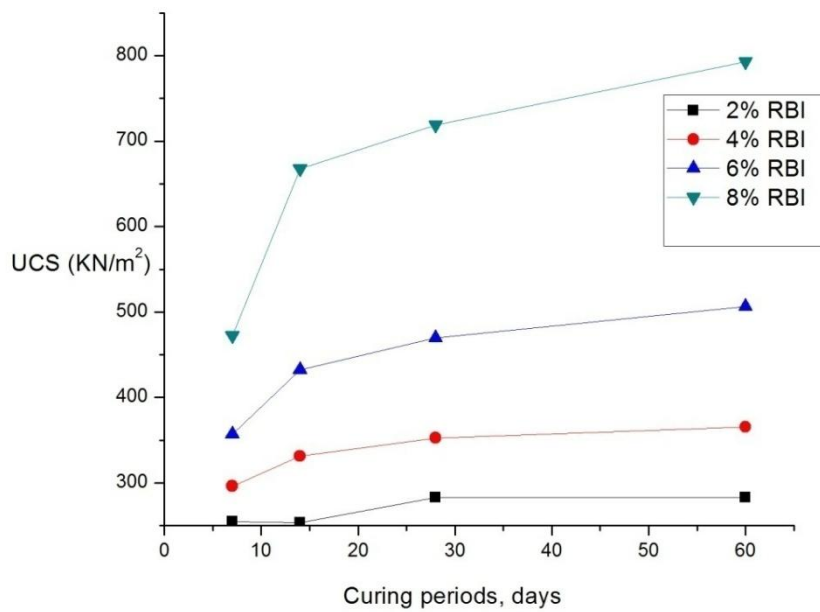 800
700
600
500
400
300
UCS (KN/m²)
2% RBI
4% RBI
6% RBI
8% RBI
0 10 20 30 40 50 60
Curing periods, days